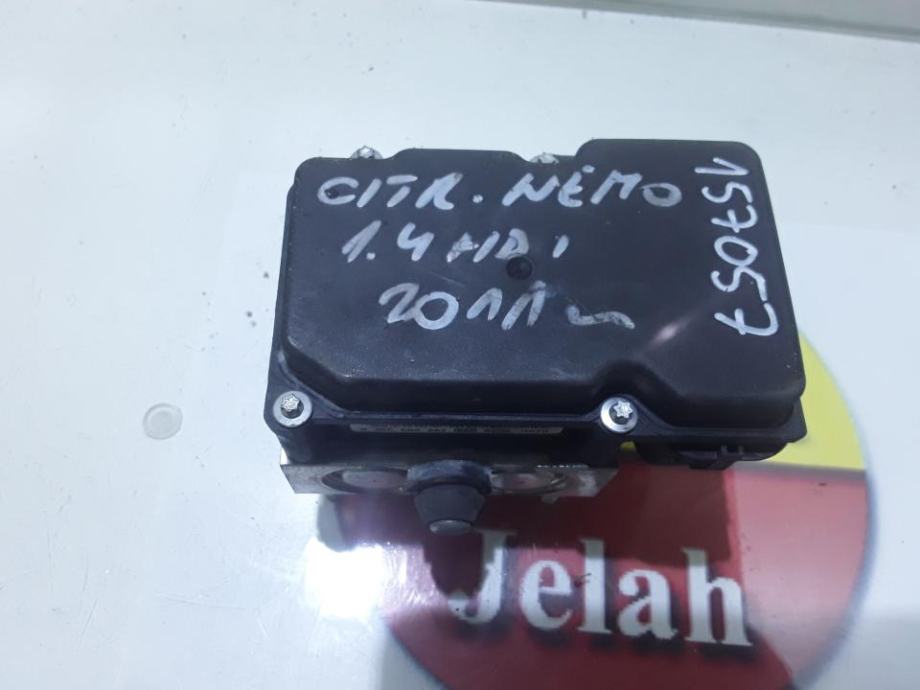 CITR. NEMO
1.4 HDI
2011
157057
Jelah